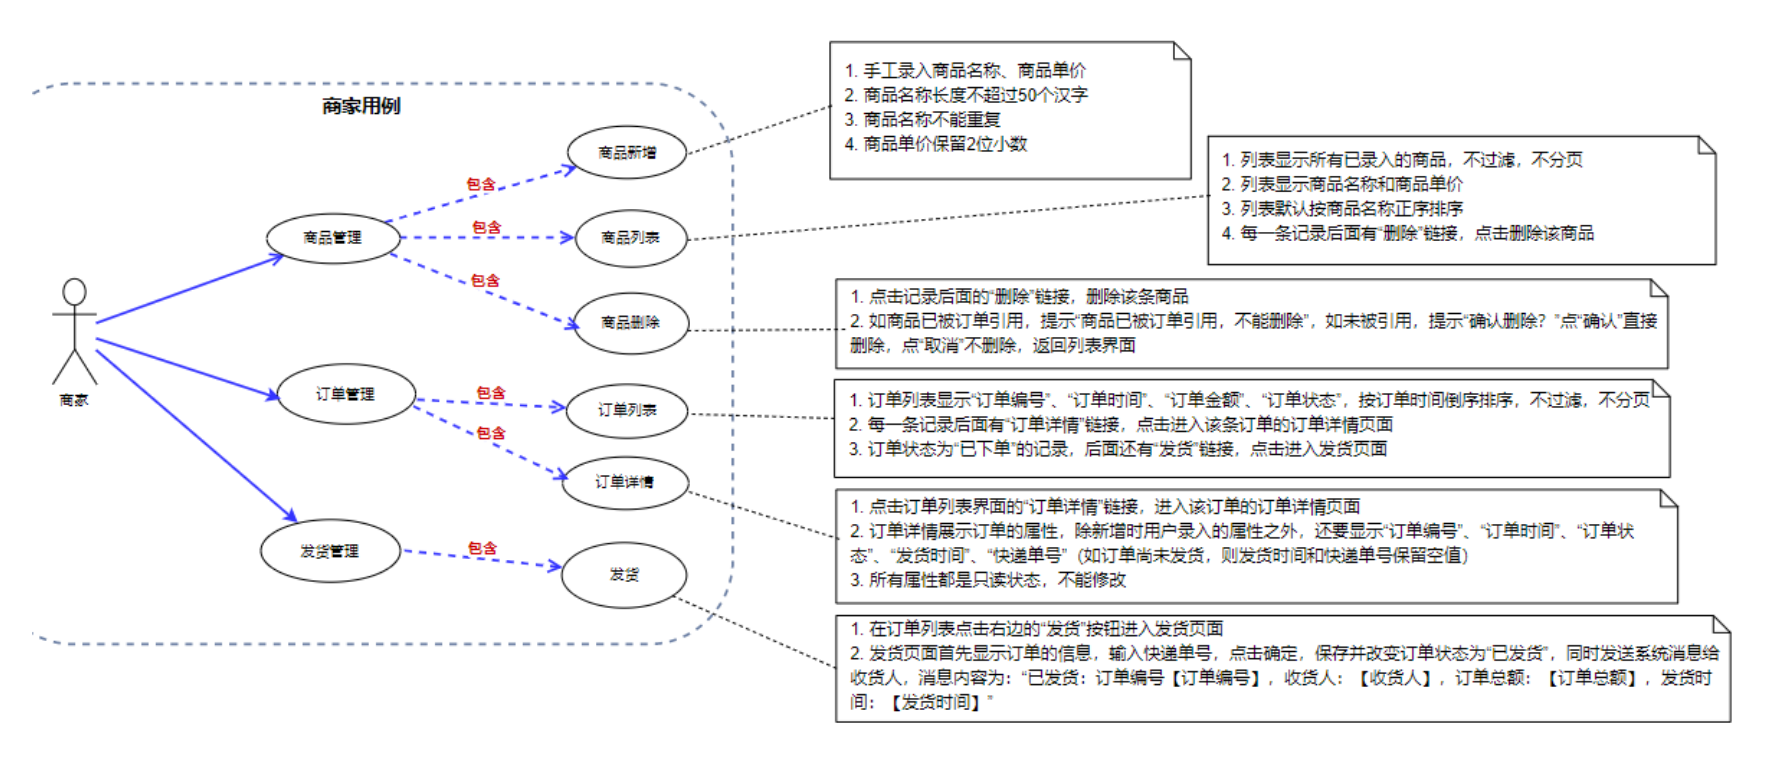 商家用例
商家
商品管理
订单管理
发货管理
包含
包含
包含
包含
包含
包含
商品新增
商品列表
商品删除
订单列表
订单详情
发货
1. 手工录入商品名称、商品单价
2. 商品名称长度不超过50个汉字
3. 商品名称不能重复
4. 商品单价保留2位小数
1. 列表显示所有已录入的商品，不过滤，不分页
2. 列表显示商品名称和商品单价
3. 列表默认按商品名称正序排序
4. 每一条记录后面有“删除”链接，点击删除该商品
1. 点击记录后面的“删除”链接，删除该条商品
2. 如商品已被订单引用，提示“商品已被订单引用，不能删除”，如未被引用，提示“确认删除？”点“确认”直接
删除，点“取消”不删除，返回列表界面
1. 订单列表显示“订单编号”、“订单时间”、“订单金额”、“订单状态”，按订单时间倒序排序，不过滤，不分页
2. 每一条记录后面有“订单详情”链接，点击进入该条订单的订单详情页面
3. 订单状态为“已下单”的记录，后面还有“发货”链接，点击进入发货页面
1. 点击订单列表界面的“订单详情”链接，进入该订单的订单详情页面
2. 订单详情展示订单的属性，除新增时用户录入的属性之外，还要显示“订单编号”、“订单时间”、“订单状
态”、“发货时间”、“快递单号”（如订单尚未发货，则发货时间和快递单号保留空值）
3. 所有属性都是只读状态，不能修改
1. 在订单列表点击右边的“发货”按钮进入发货页面
2. 发货页面首先显示订单的信息，输入快递单号，点击确定，保存并改变订单状态为“已发货”，同时发送系统消息给
收货人，消息内容为：“已发货：订单编号【订单编号】，收货人：【收货人】，订单总额：【订单总额】，发货时
间：【发货时间】”